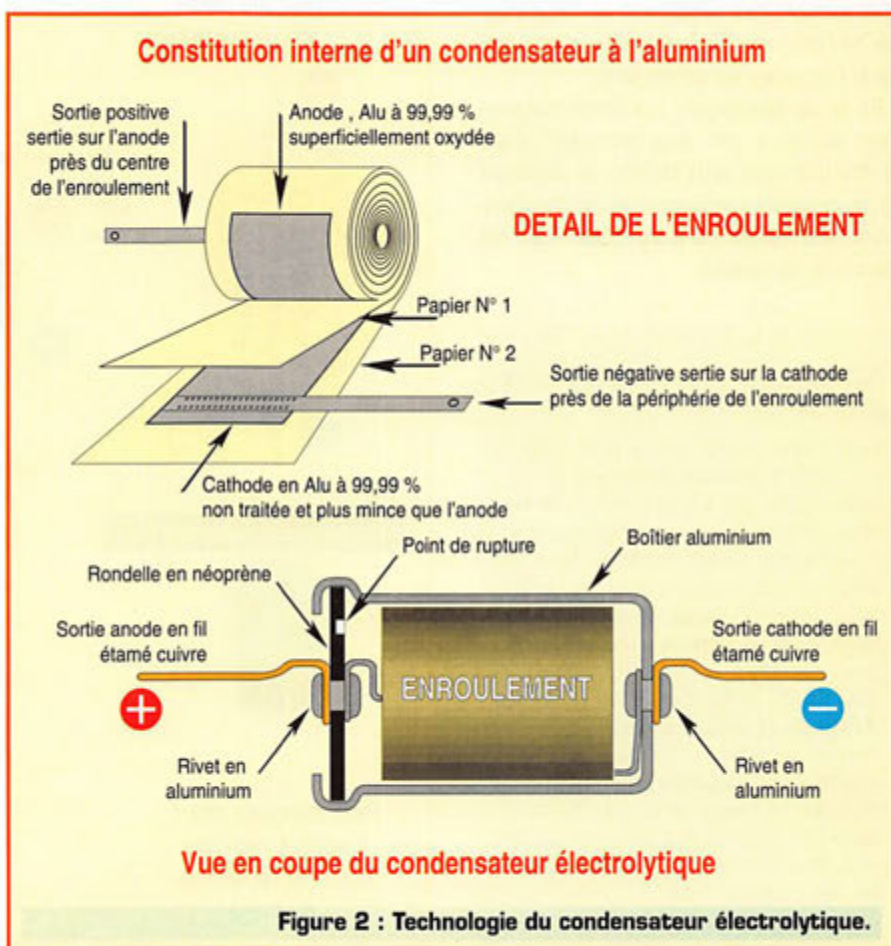 Constitution interne d'un condensateur à l'aluminium
Sortie positive
sertie sur l'anode
près du centre
de l'enroulement
Anode , Alu à 99,99 %
superficiellement oxydée
DETAIL DE L'ENROULEMENT
Papier N° 1
Papier N° 2
Sortie négative sertie sur la cathode
près de la périphérie de l'enroulement
Cathode en Alu à 99,99 %
non traitée et plus mince que l'anode
Point de rupture
Boîtier aluminium
Rondelle en néoprène
Sortie anode en fil
étamé cuivre
Sortie cathode en fil
étamé cuivre
ENROULEMENT
+
−
Rivet en
aluminium
Rivet en
aluminium
Vue en coupe du condensateur électrolytique
Figure 2 : Technologie du condensateur électrolytique.